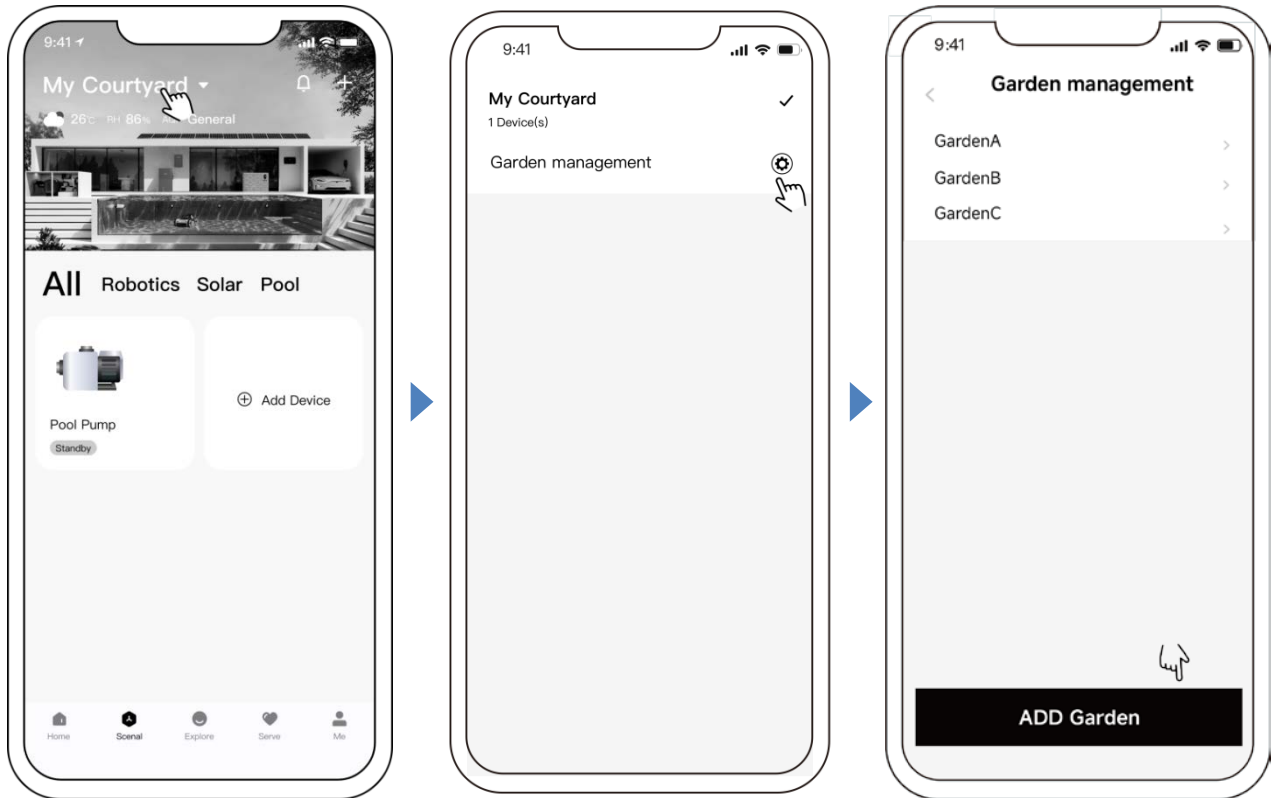 9:41
My Courtyard
26°C RH 86% General
All Robotics Solar Pool
Pool Pump
Standby
Add Device
Home Scenal Explore Serve Me
9:41
My Courtyard
1 Device(s)
Garden management
9:41
Garden management
GardenA
GardenB
GardenC
ADD Garden